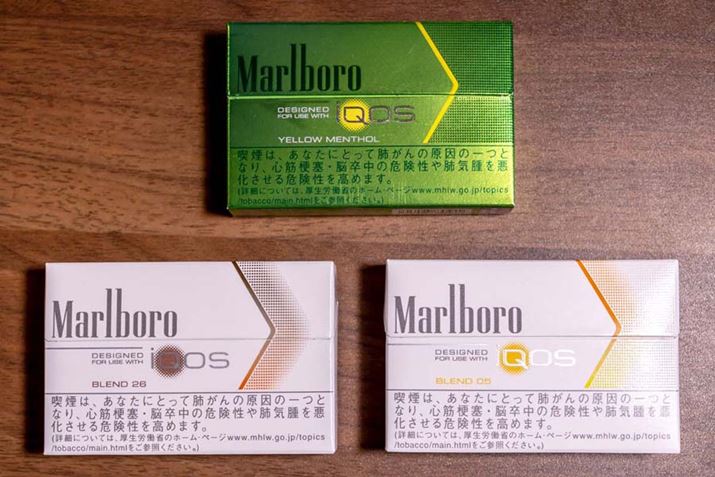 Marlboro
DESIGNED
FOR USE WITH
iQOS
YELLOW MENTHOL
喫煙は、あなたにとって肺がんの原因の一つと
なり、心筋梗塞・脳卒中の危険性や肺気腫を悪
化させる危険性を高めます。
(詳細については、厚生労働省のホーム・ページwww.mhlw.go.jp/topics
/tobacco/main.htmlをご参照ください。)
Marlboro
DESIGNED
FOR USE WITH
iQOS
BLEND 26
喫煙は、あなたにとって肺がんの原因の一つと
なり、心筋梗塞・脳卒中の危険性や肺気腫を悪
化させる危険性を高めます。
(詳細については、厚生労働省のホーム・ページwww.mhlw.go.jp/topics
/tobacco/main.htmlをご参照ください。)
Marlboro
DESIGNED
FOR USE WITH
iQOS
BLEND 05
喫煙は、あなたにとって肺がんの原因の一つと
なり、心筋梗塞・脳卒中の危険性や肺気腫を悪
化させる危険性を高めます。
(詳細については、厚生労働省のホーム・ページwww.mhlw.go.jp/topics
/tobacco/main.htmlをご参照ください。)